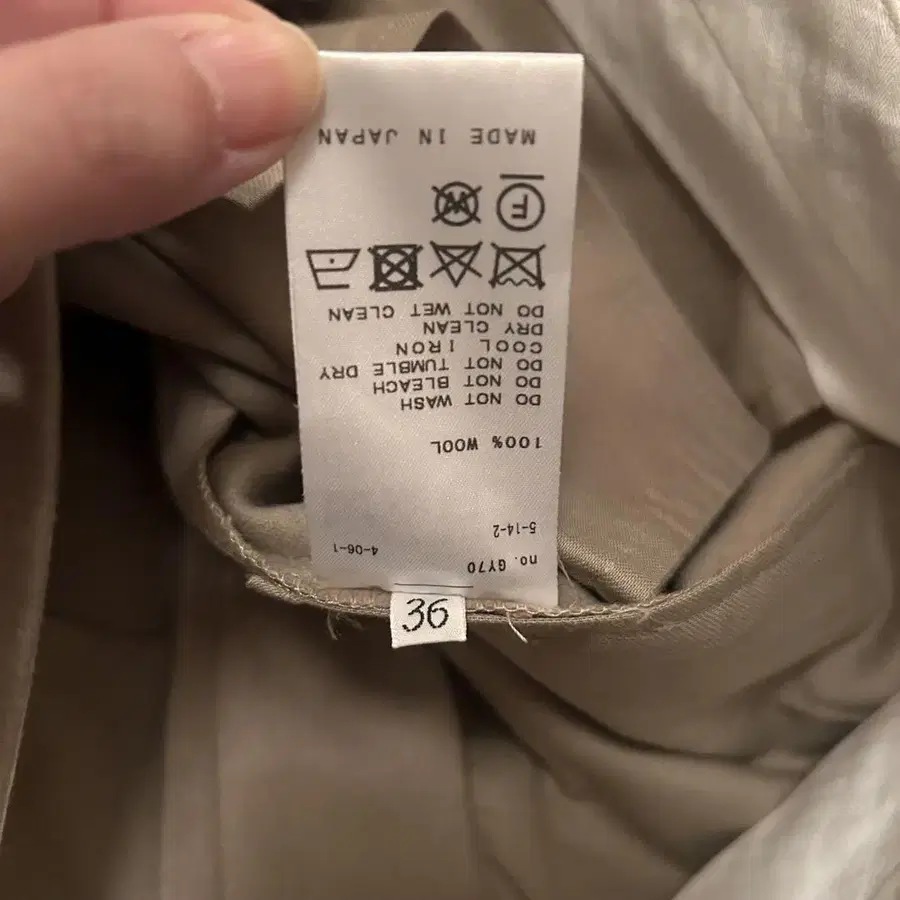 no. GY70
4-06-1
5-14-2
100% WOOL
DO NOT WASH
DO NOT BLEACH
DO NOT TUMBLE DRY
COOL IRON
DRY CLEAN
DO NOT WET CLEAN
F
W
MADE IN JAPAN
36